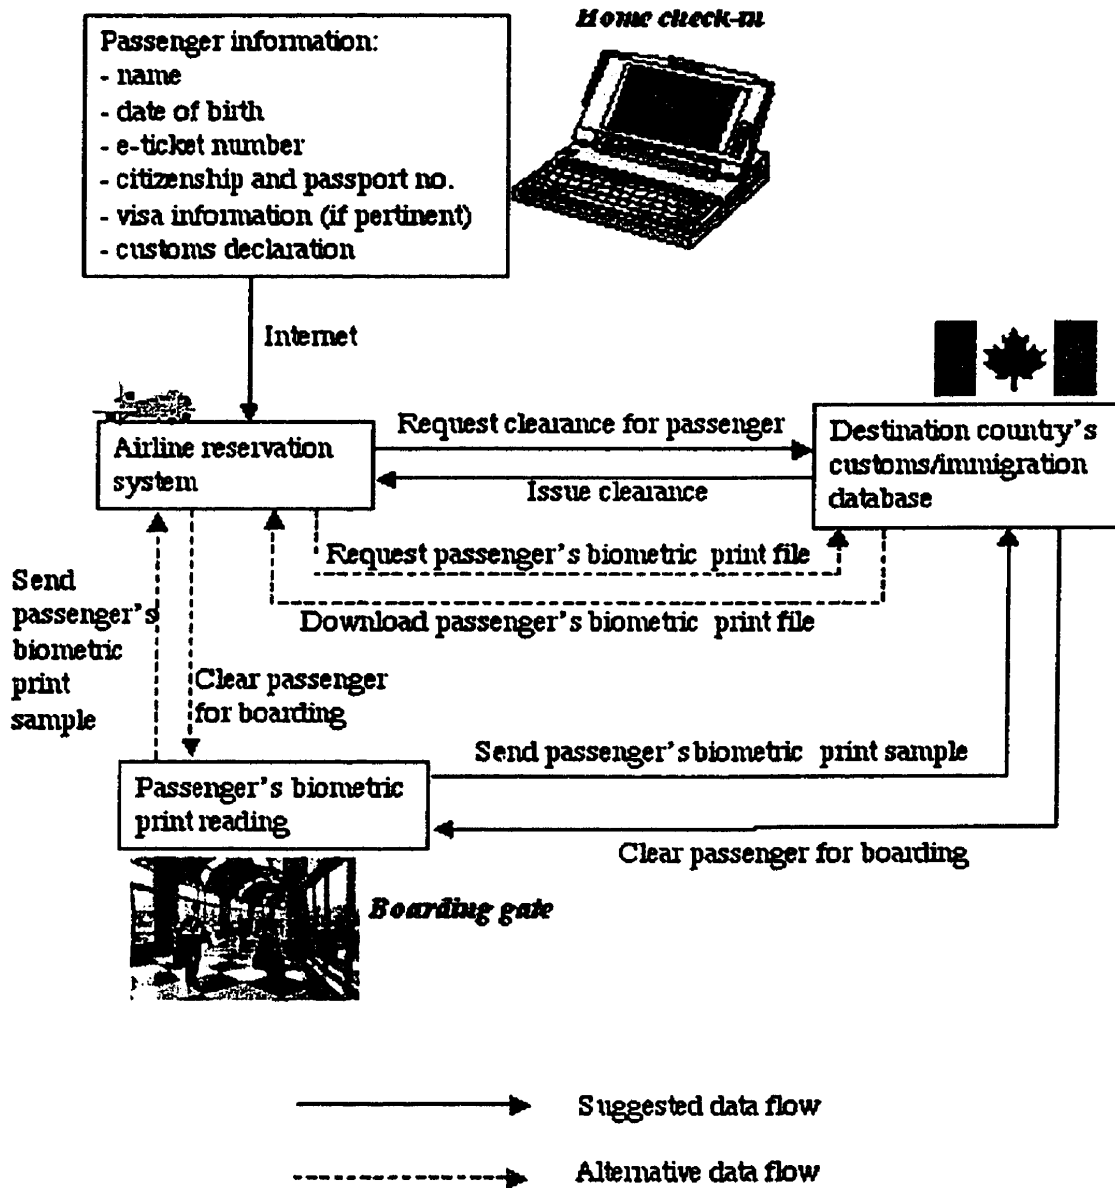 Home check-in
Passenger information:
- name
- date of birth
- e-ticket number
- citizenship and passport no.
- visa information (if pertinent)
- customs declaration
Internet
Airline reservation
system
Request clearance for passenger
Issue clearance
Destination country's
customs/immigration
database
Request passenger's biometric print file
Download passenger's biometric print file
Send
passenger's
biometric
print
sample
Clear passenger
for boarding
Send passenger's biometric print sample
Passenger's biometric
print reading
Clear passenger for boarding
Boarding gate
Suggested data flow
Alternative data flow